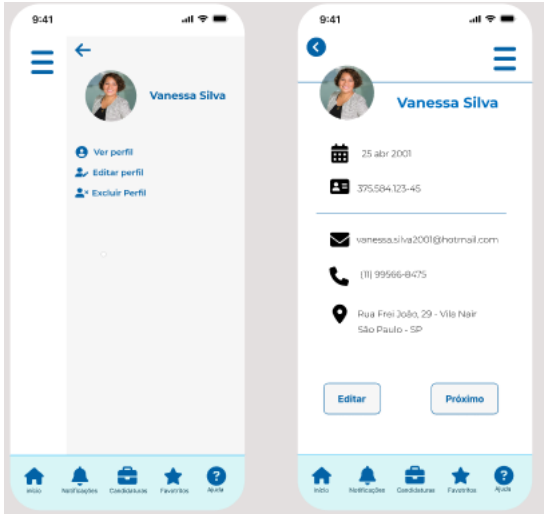 9:41
Vanessa Silva
Ver perfil
Editar perfil
Excluir Perfil
Início
Notificações
Candidaturas
Favoritos
Ajuda
9:41
Vanessa Silva
25 abr 2001
375.584.123-45
vanessa.silva2001@hotmail.com
(11) 99566-8475
Rua Frei João, 29 - Vila Nair
São Paulo - SP
Editar
Próximo
Início
Notificações
Candidaturas
Favoritos
Ajuda